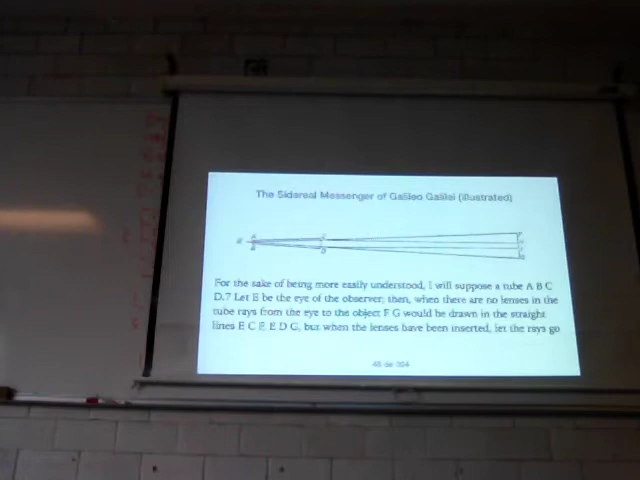 The Sidereal Messenger of Galileo Galilei (illustrated)
For the sake of being more easily understood, I will suppose a tube A B C
D.7 Let E be the eye of the observer; then, when there are no lenses in the
tube rays from the eye to the object F G would be drawn in the straight
lines E C F, E D G, but when the lenses have been inserted, let the rays go
45 de 304